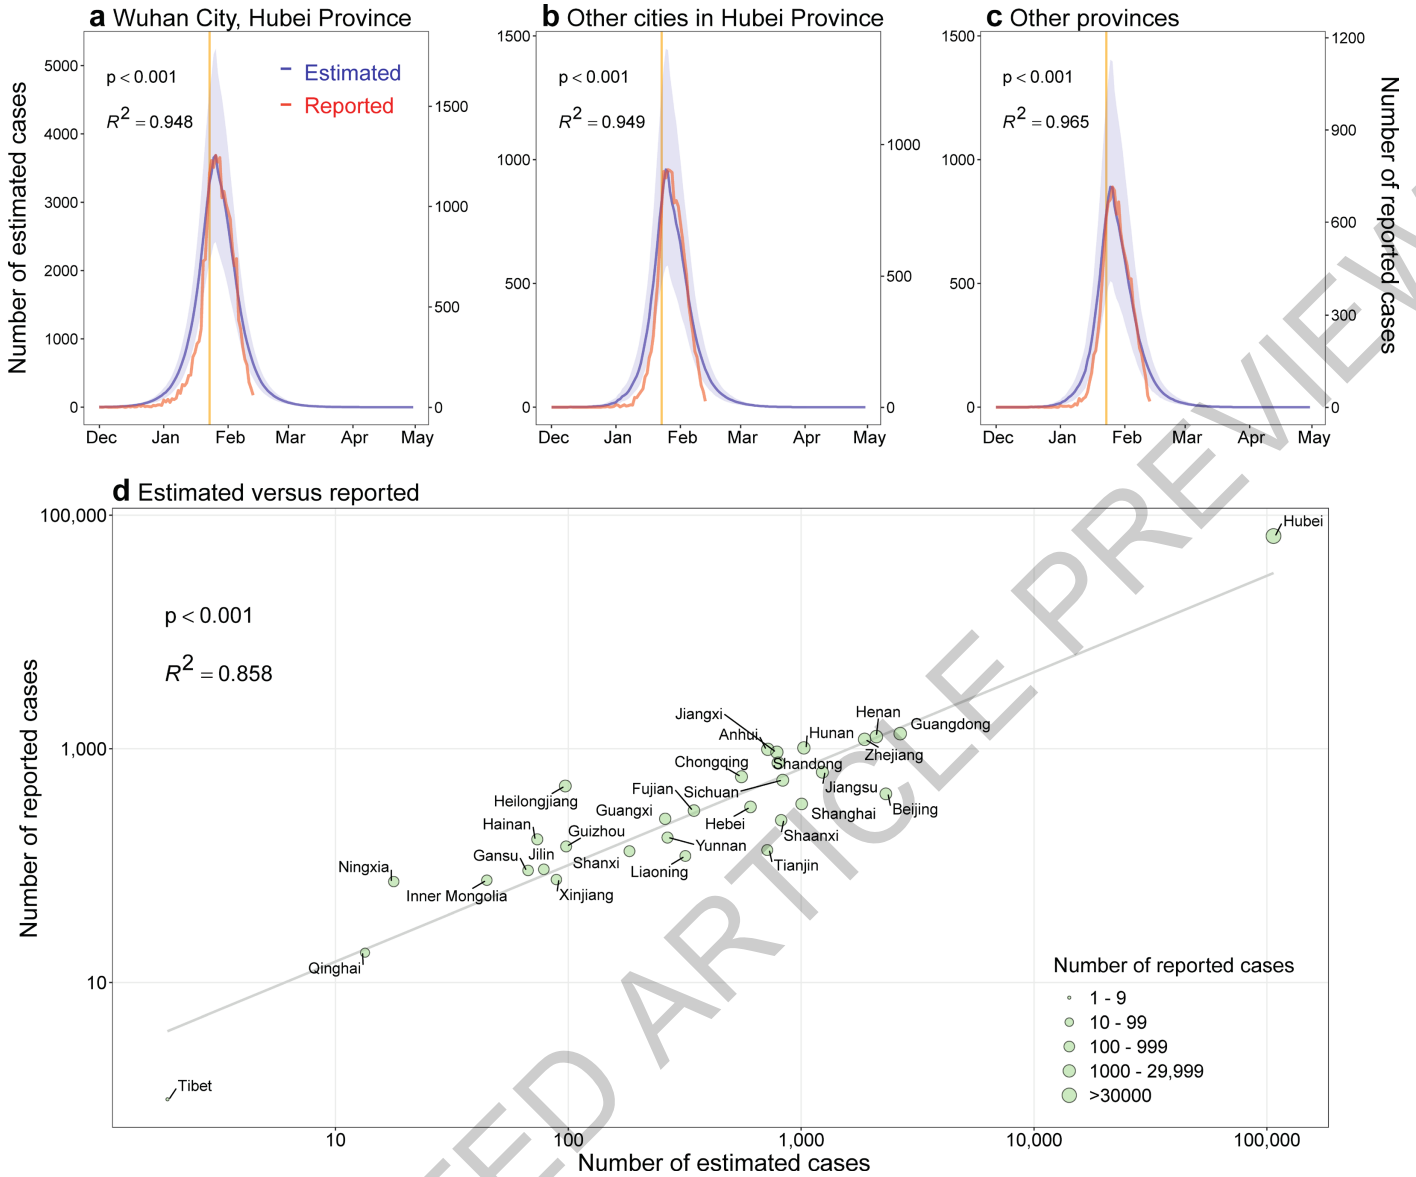 a Wuhan City, Hubei Province
b Other cities in Hubei Province
c Other provinces
Number of estimated cases
5000
4000
3000
2000
1000
0
p < 0.001
R2 = 0.948
Estimated
Reported
1500
1000
500
0
Dec Jan Feb Mar Apr May
1500
1000
500
0
p < 0.001
R2 = 0.949
1000
500
0
Dec Jan Feb Mar Apr May
1500
1000
500
0
p < 0.001
R2 = 0.965
1200
900
600
300
0
Number of reported cases
Dec Jan Feb Mar Apr May
d Estimated versus reported
Number of reported cases
100,000
1,000
10
p < 0.001
R2 = 0.858
Hubei
Henan
Jiangxi
Guangdong
Anhui
Hunan
Zhejiang
Chongqing
Shandong
Fujian
Sichuan
Jiangsu
Heilongjiang
Guangxi
Shanghai
Beijing
Hainan
Guizhou
Hebei
Shaanxi
Gansu
Jilin
Shanxi
Yunnan
Ningxia
Liaoning
Tianjin
Inner Mongolia
Xinjiang
Qinghai
Tibet
Number of reported cases
1 - 9
10 - 99
100 - 999
1000 - 29,999
>30000
10 100 1,000 10,000 100,000
Number of estimated cases
TED ARTICLE PREVIEW